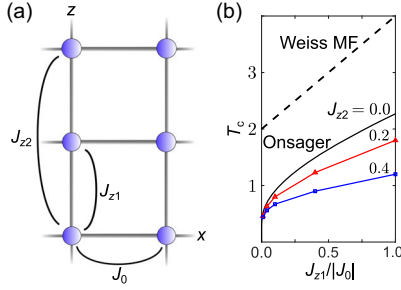 (a)
z
J_z2
J_z1
J_0
x
(b)
Weiss MF
J_z2 = 0.0
Onsager
0.2
0.4
T_c
3
2
1
0.0
0.5
1.0
J_z1/|J_0|